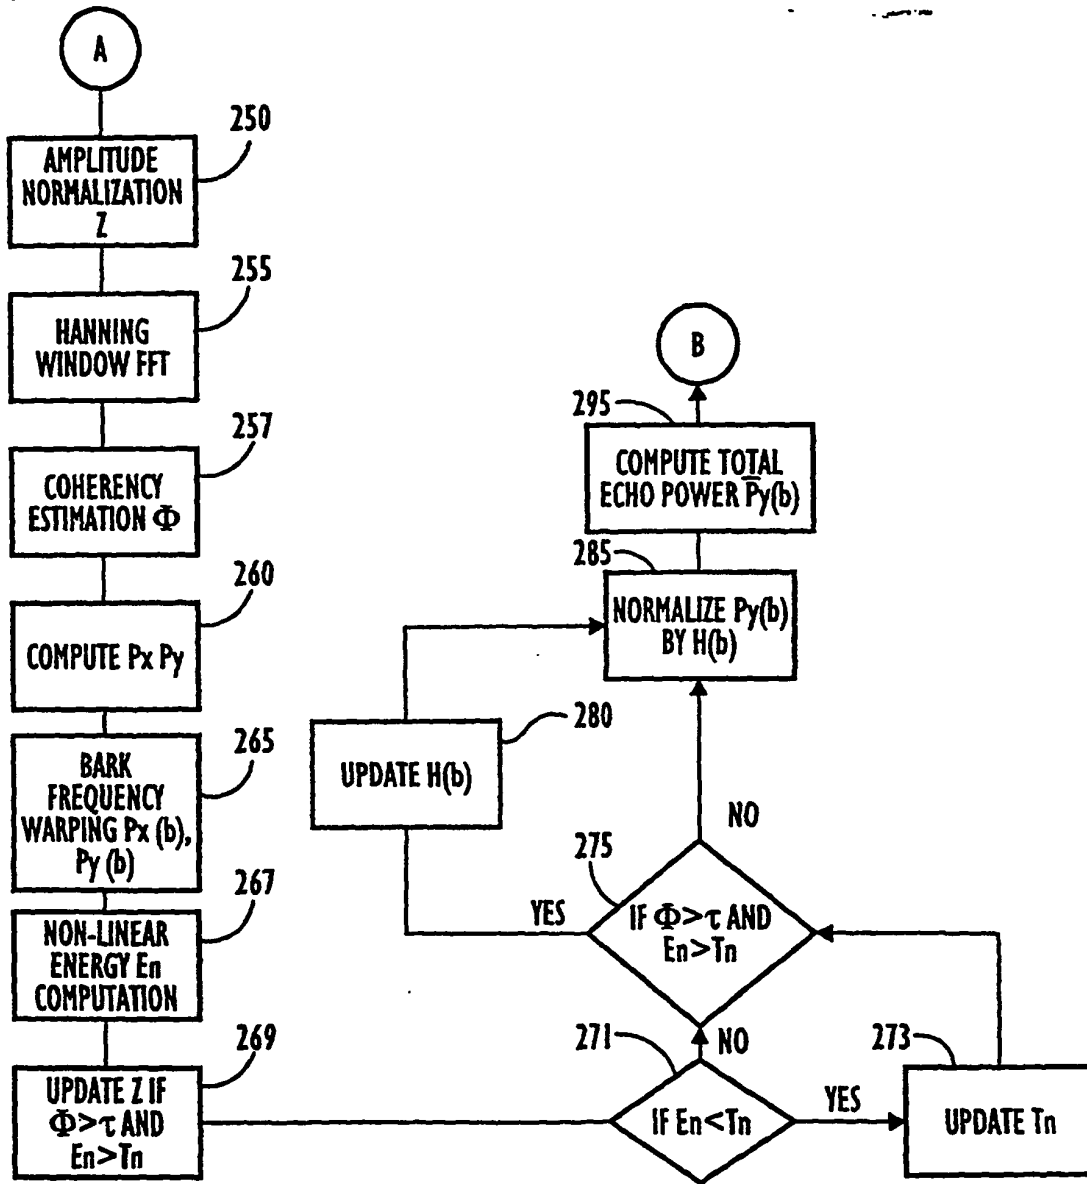 A
250
AMPLITUDE
NORMALIZATION
Z
255
HANNING
WINDOW FFT
257
COHERENCY
ESTIMATION Φ
260
COMPUTE Px Py
265
BARK
FREQUENCY
WARPING Px (b),
Py (b)
267
NON-LINEAR
ENERGY En
COMPUTATION
269
UPDATE Z IF
Φ>τ AND
En>Tn
271
IF En<Tn
YES
NO
273
UPDATE Tn
275
IF Φ>τ AND
En>Tn
YES
NO
280
UPDATE H(b)
285
NORMALIZE Py(b)
BY H(b)
295
COMPUTE TOTAL
ECHO POWER P̅y(b)
B